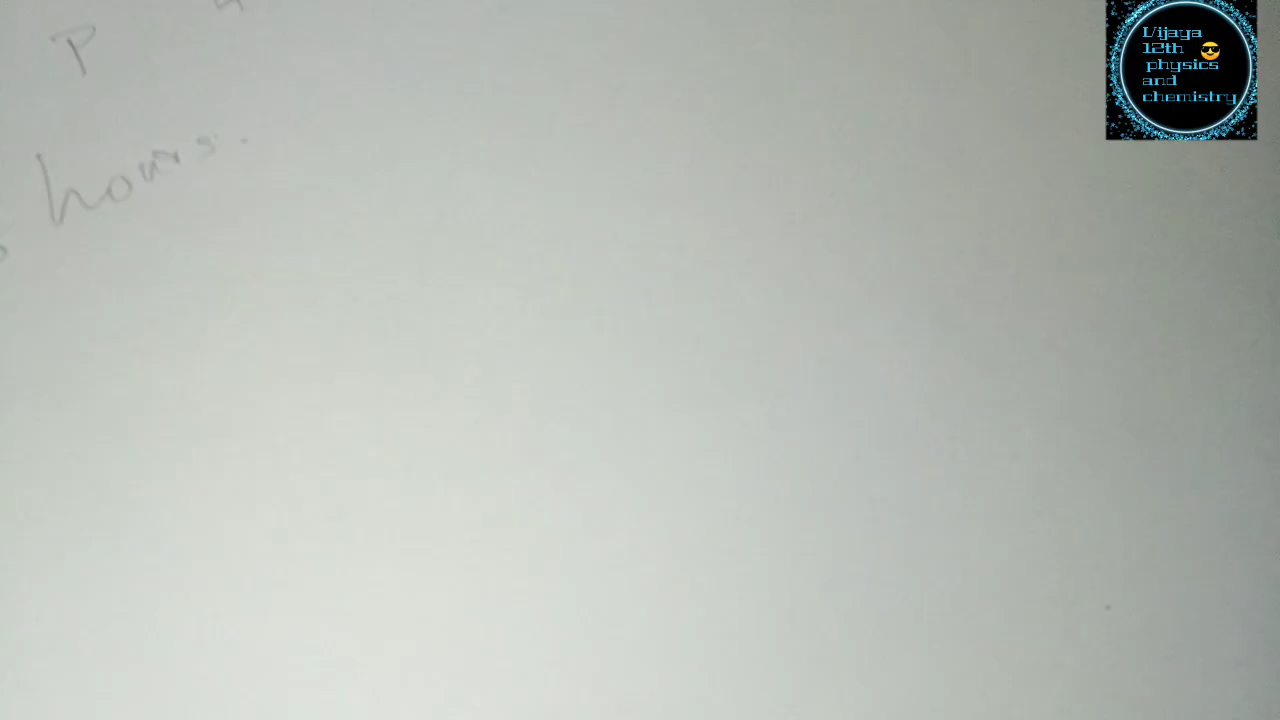 P
hours.
Vijaya
12th 😎
physics
and
chemistry